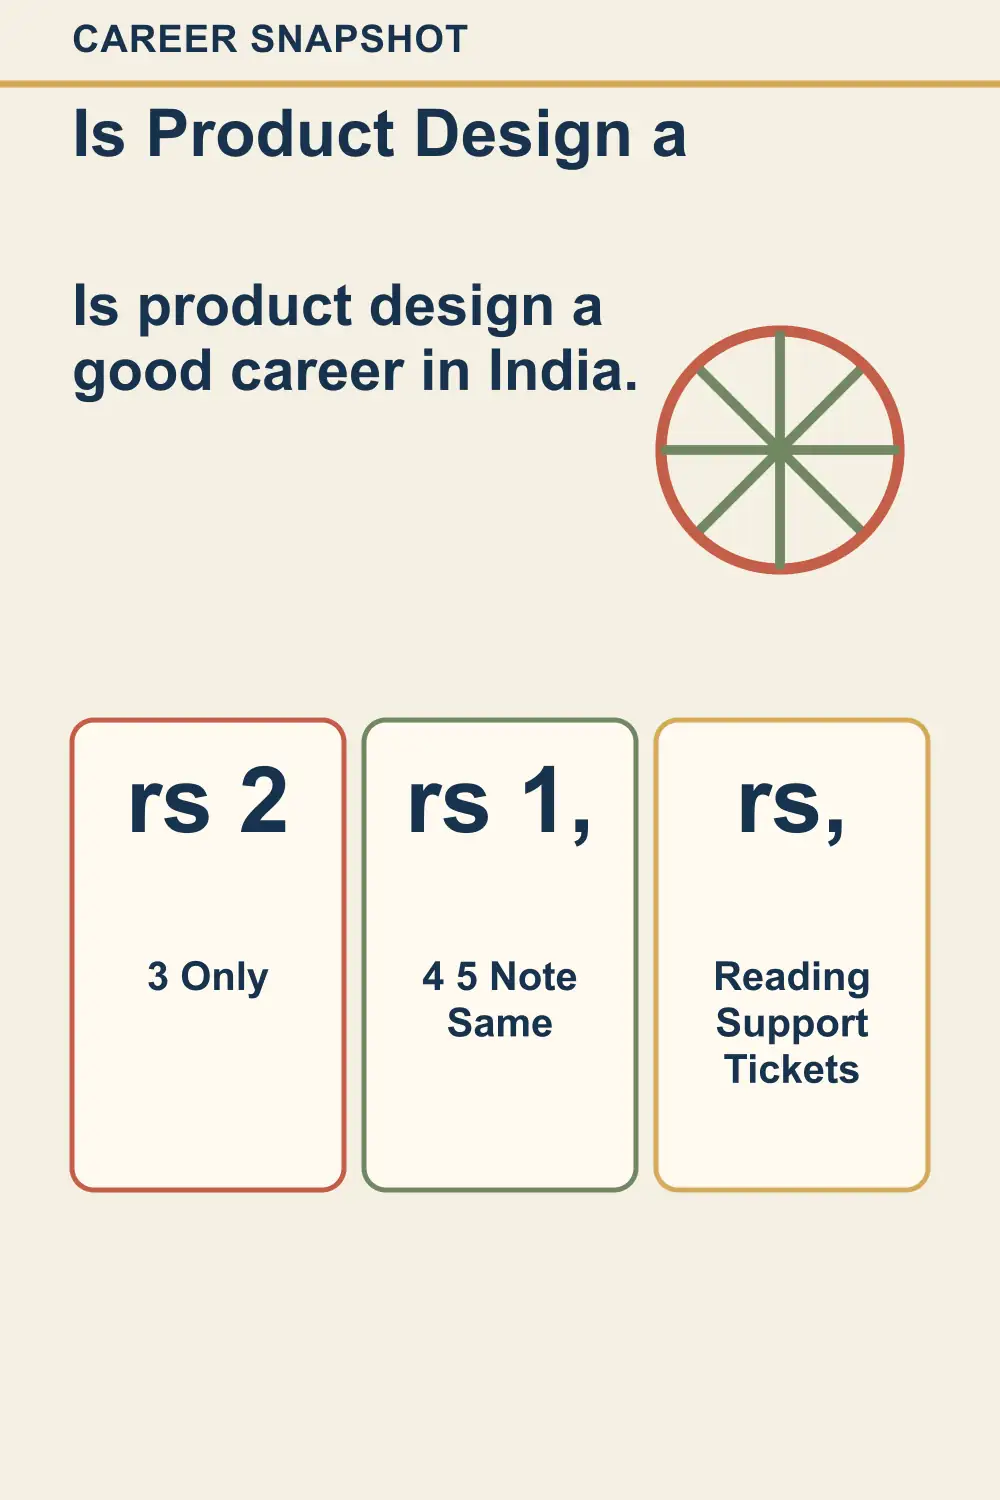 CAREER SNAPSHOT
Is Product Design a
Is product design a
good career in India.
rs 2
3 Only
rs 1,
4 5 Note
Same
rs,
Reading
Support
Tickets